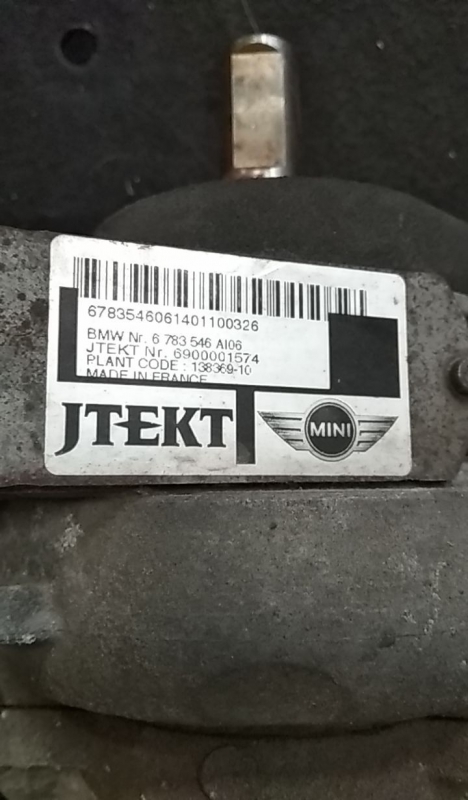 6783546061401100326
BMW Nr. 6 783 546 AI06
JTEKT Nr. 6900001574
PLANT CODE : 138369-10
MADE IN FRANCE
JTEKT
MINI